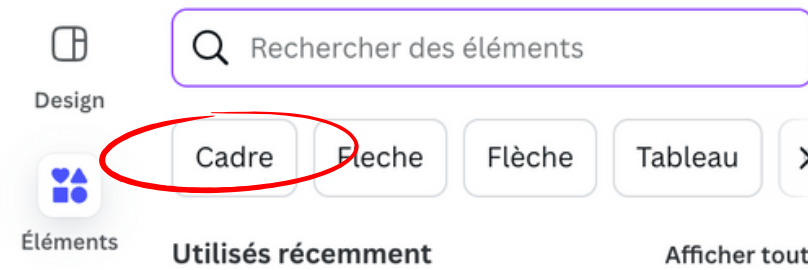 Rechercher des éléments
Design
Cadre Fleche Flèche Tableau
Éléments
Utilisés récemment Afficher tout